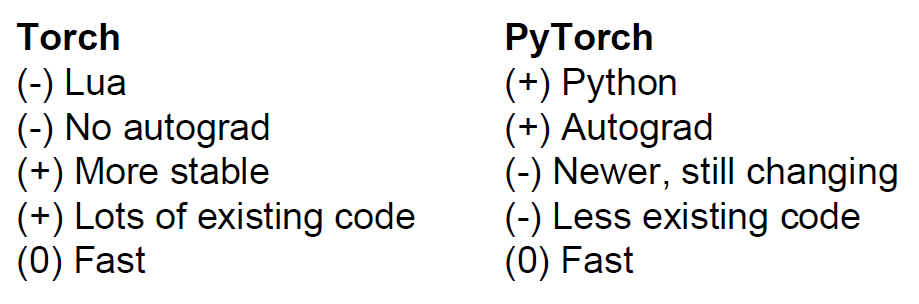 Torch
(-) Lua
(-) No autograd
(+) More stable
(+) Lots of existing code
(0) Fast
PyTorch
(+) Python
(+) Autograd
(-) Newer, still changing
(-) Less existing code
(0) Fast